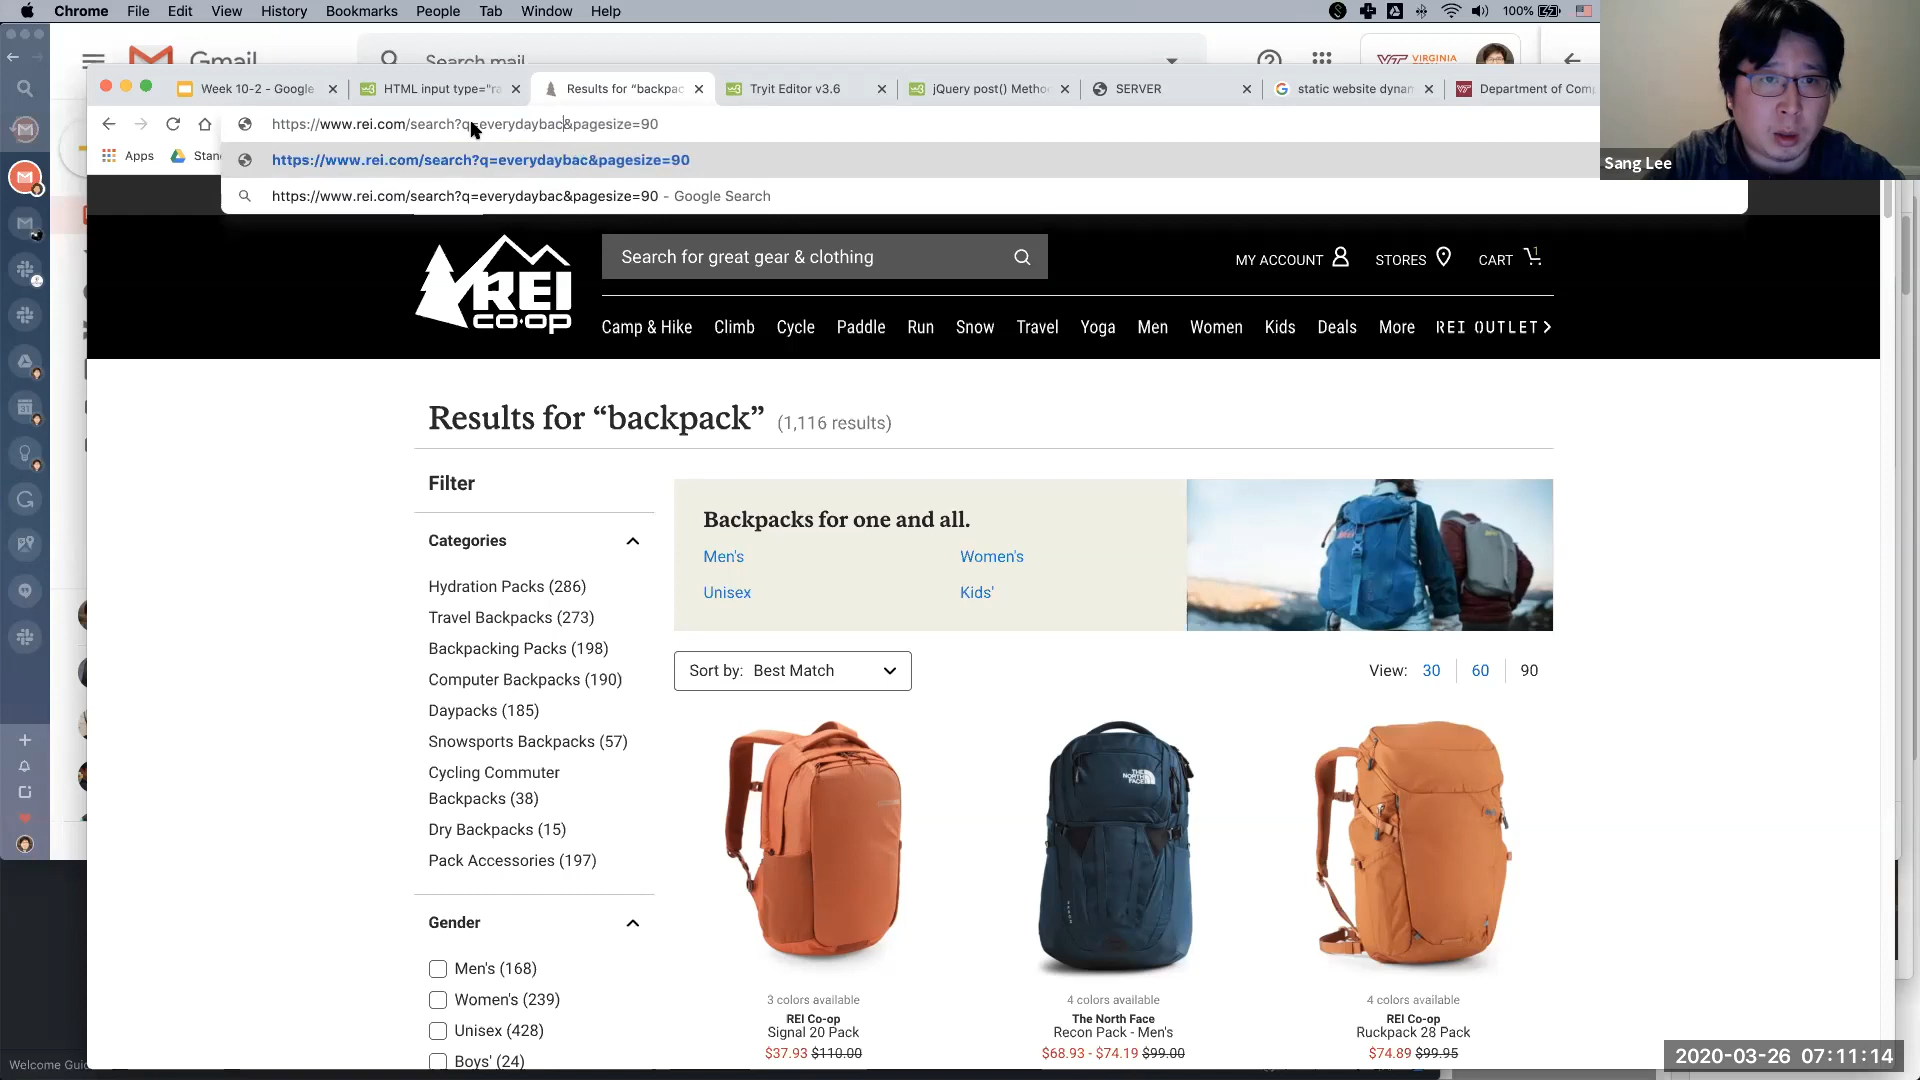 Chrome File Edit View History Bookmarks People Tab Window Help 100%
Gmail
Search mail
VIRGINIA
Week 10-2 - Google
HTML input type="ra
Results for “backpac
Tryit Editor v3.6
jQuery post() Metho
SERVER
static website dynan
Department of Com
https://www.rei.com/search?q=everydaybac&pagesize=90
Apps
Stan
https://www.rei.com/search?q=everydaybac&pagesize=90
https://www.rei.com/search?q=everydaybac&pagesize=90 - Google Search
Sang Lee
REI
co·op
Search for great gear & clothing
MY ACCOUNT
STORES
CART
1
Camp & Hike Climb Cycle Paddle Run Snow Travel Yoga Men Women Kids Deals More REI OUTLET
Results for “backpack” (1,116 results)
Filter
Categories
Hydration Packs (286)
Travel Backpacks (273)
Backpacking Packs (198)
Computer Backpacks (190)
Daypacks (185)
Snowsports Backpacks (57)
Cycling Commuter
Backpacks (38)
Dry Backpacks (15)
Pack Accessories (197)
Gender
Men's (168)
Women's (239)
Unisex (428)
Boys' (24)
Backpacks for one and all.
Men's
Women's
Unisex
Kids'
Sort by: Best Match
View: 30 60 90
THE NORTH FACE
3 colors available
REI Co-op
Signal 20 Pack
$37.93 $110.00
4 colors available
The North Face
Recon Pack - Men's
$68.93 - $74.19 $99.00
4 colors available
REI Co-op
Ruckpack 28 Pack
$74.89 $99.95
Welcome Guid
2020-03-26 07:11:14